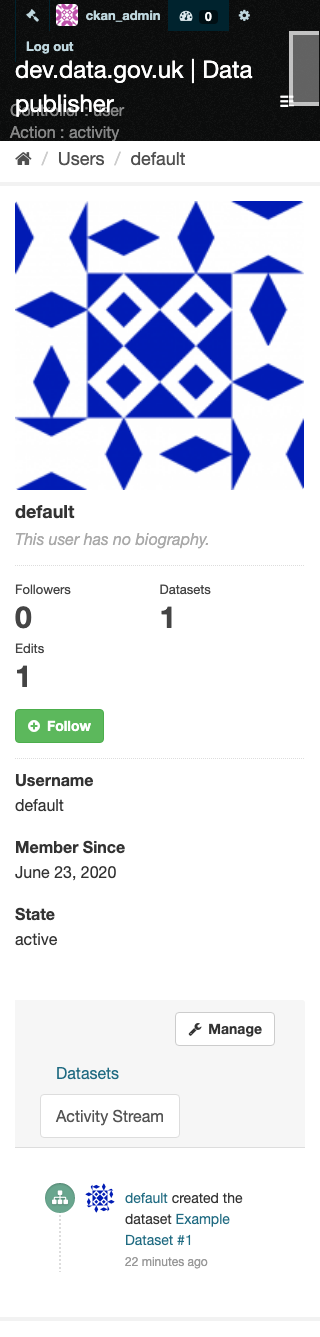 ckan_admin 0
Log out
dev.data.gov.uk | Data
publisher
Controller : user
Action : activity
/ Users / default
default
This user has no biography.
Followers Datasets
0 1
Edits
1
Follow
Username
default
Member Since
June 23, 2020
State
active
Manage
Datasets
Activity Stream
default created the
dataset Example
Dataset #1
22 minutes ago